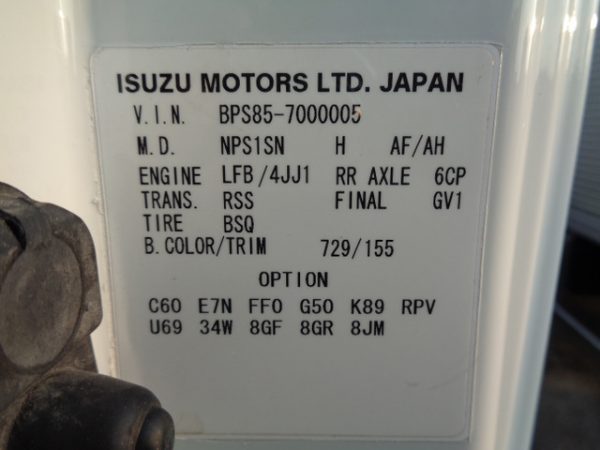 ISUZU MOTORS LTD. JAPAN
V.I.N. BPS85-7000005
M.D. NPS1SN H AF/AH
ENGINE LFB/4JJ1 RR AXLE 6CP
TRANS. RSS FINAL GV1
TIRE BSQ
B.COLOR/TRIM 729/155
OPTION
C60 E7N FF0 G50 K89 RPV
U69 34W 8GF 8GR 8JM